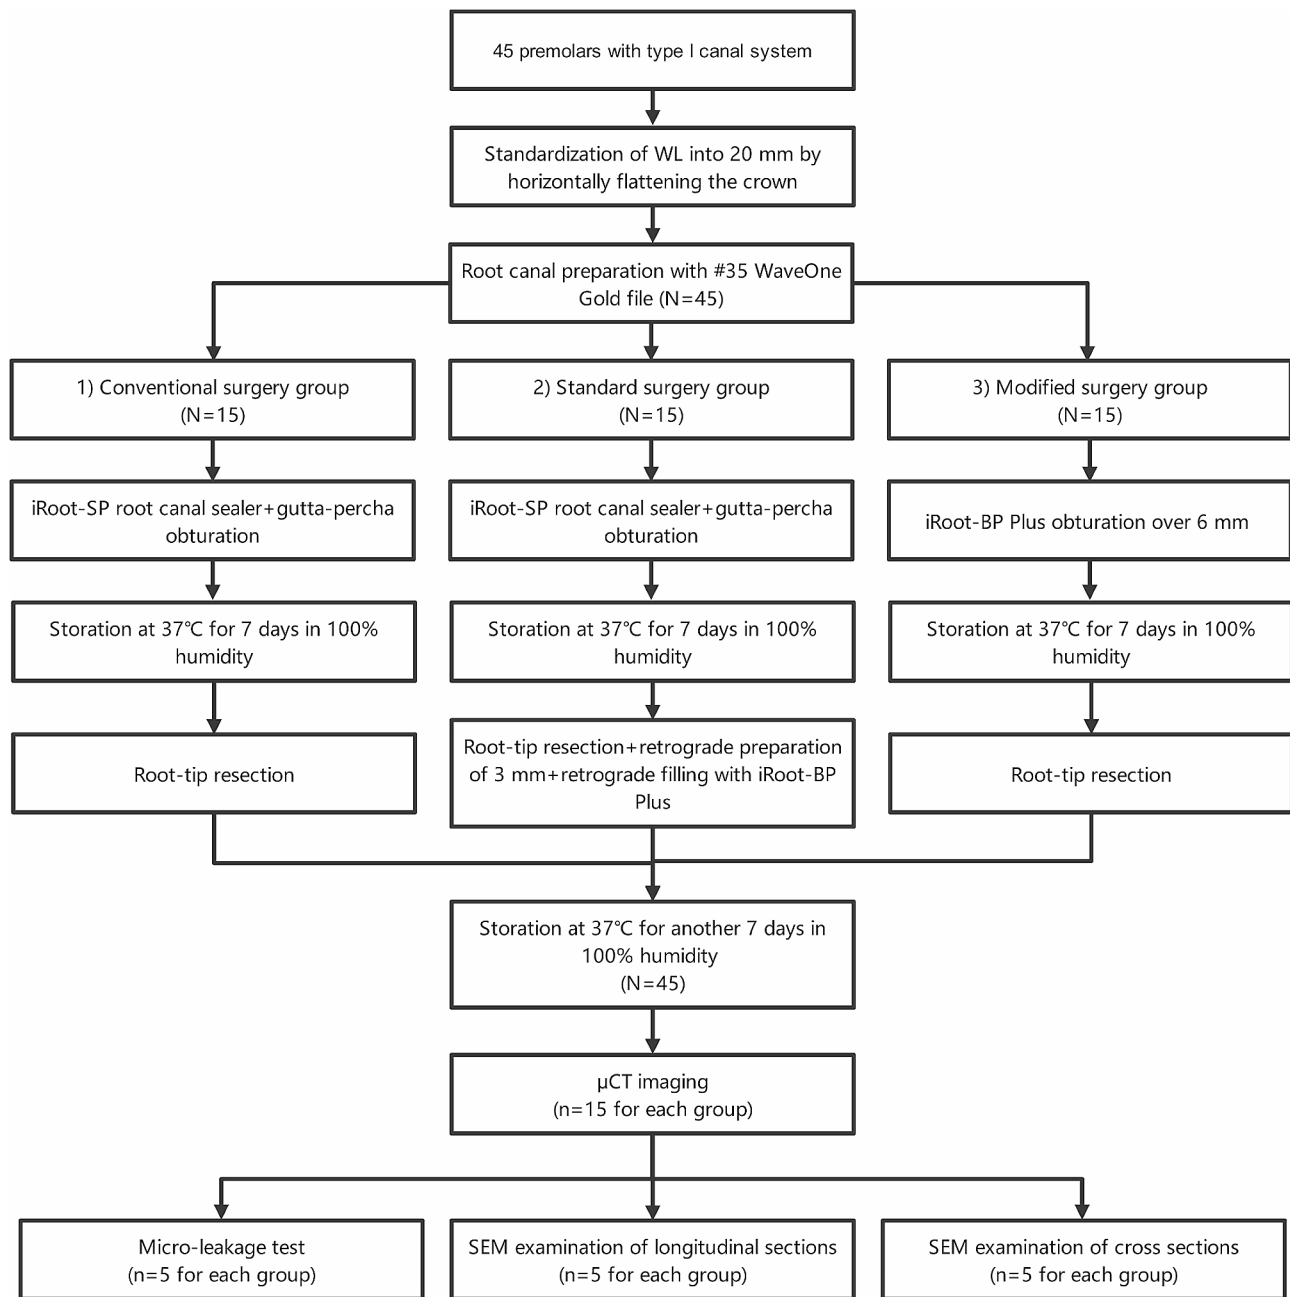 45 premolars with type I canal system
Standardization of WL into 20 mm by
horizontally flattening the crown
Root canal preparation with #35 WaveOne
Gold file (N=45)
1) Conventional surgery group
(N=15)
2) Standard surgery group
(N=15)
3) Modified surgery group
(N=15)
iRoot-SP root canal sealer+gutta-percha
obturation
iRoot-SP root canal sealer+gutta-percha
obturation
iRoot-BP Plus obturation over 6 mm
Storation at 37℃ for 7 days in 100%
humidity
Storation at 37℃ for 7 days in 100%
humidity
Storation at 37℃ for 7 days in 100%
humidity
Root-tip resection
Root-tip resection+retrograde preparation
of 3 mm+retrograde filling with iRoot-BP
Plus
Root-tip resection
Storation at 37℃ for another 7 days in
100% humidity
(N=45)
μCT imaging
(n=15 for each group)
Micro-leakage test
(n=5 for each group)
SEM examination of longitudinal sections
(n=5 for each group)
SEM examination of cross sections
(n=5 for each group)